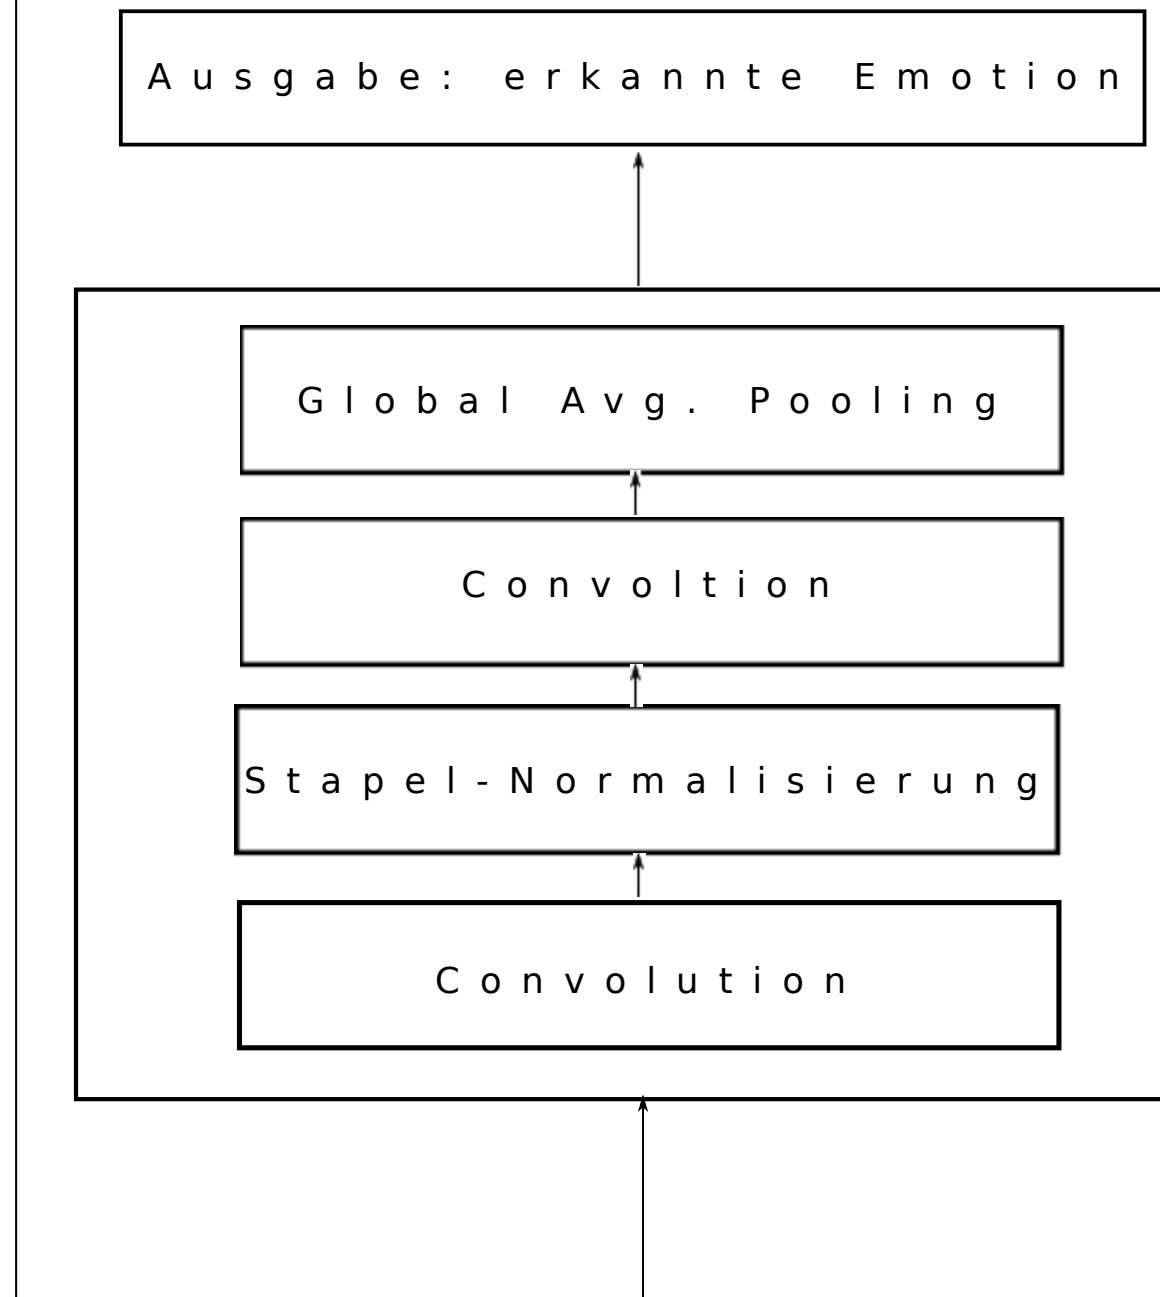 Ausgabe: erkannte Emotion
Global Avg. Pooling
Convoltion
Stapel-Normalisierung
Convolution